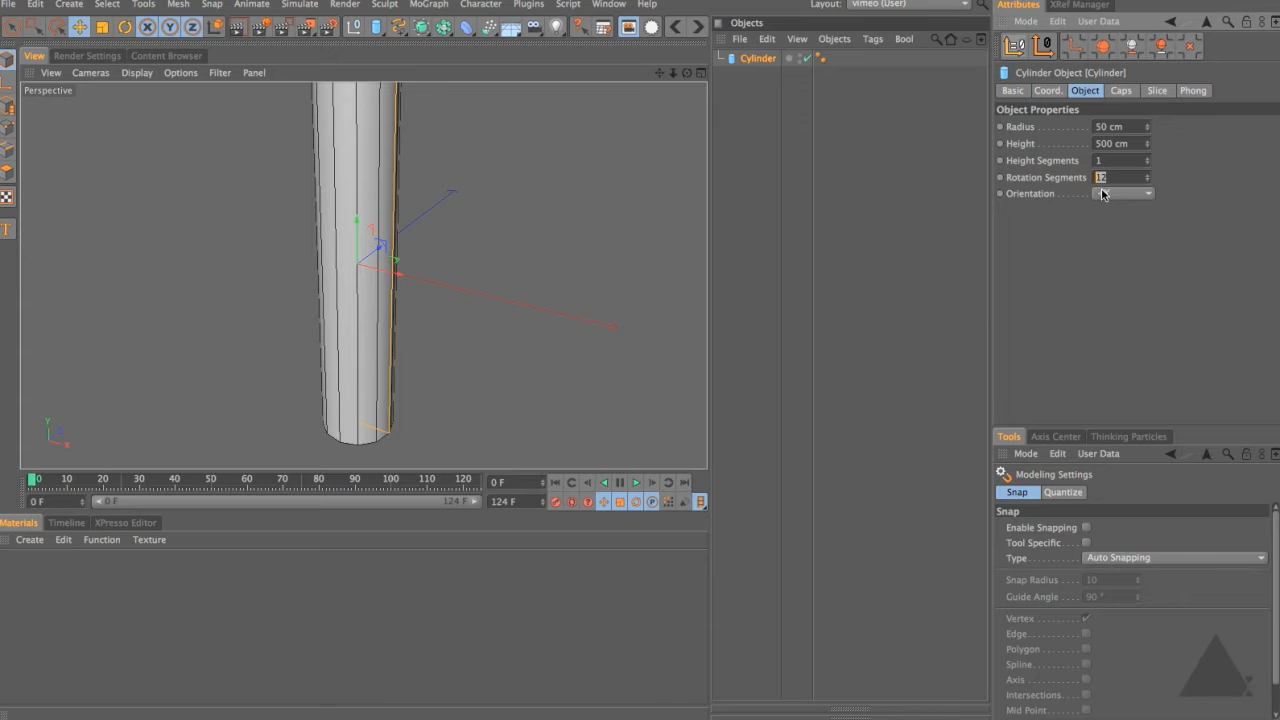 Edit Create Select Tools Mesh Snap Animate Simulate Render Sculpt MoGraph Character Plugins Script Window Help Layout: vimeo (User)
Attributes XRef Manager
Objects
Mode Edit User Data
File Edit View Objects Tags Bool
View Render Settings Content Browser
Cylinder
View Cameras Display Options Filter Panel
Cylinder Object [Cylinder]
Perspective
Basic Coord. Object Caps Slice Phong
Object Properties
Radius 50 cm
Height 500 cm
Height Segments 1
Rotation Segments 12
Orientation
Tools Axis Center Thinking Particles
Mode Edit User Data
Modeling Settings
Snap Quantize
Snap
Enable Snapping
Tool Specific
Type Auto Snapping
Snap Radius 10
Guide Angle 90 °
Vertex
Edge
Polygon
Spline
Axis
Intersections
Mid Point
Y
X
0 10 20 30 40 50 60 70 80 90 100 110 120 0 F
0 F 0 F 124 F 124 F
Materials Timeline XPresso Editor
Create Edit Function Texture